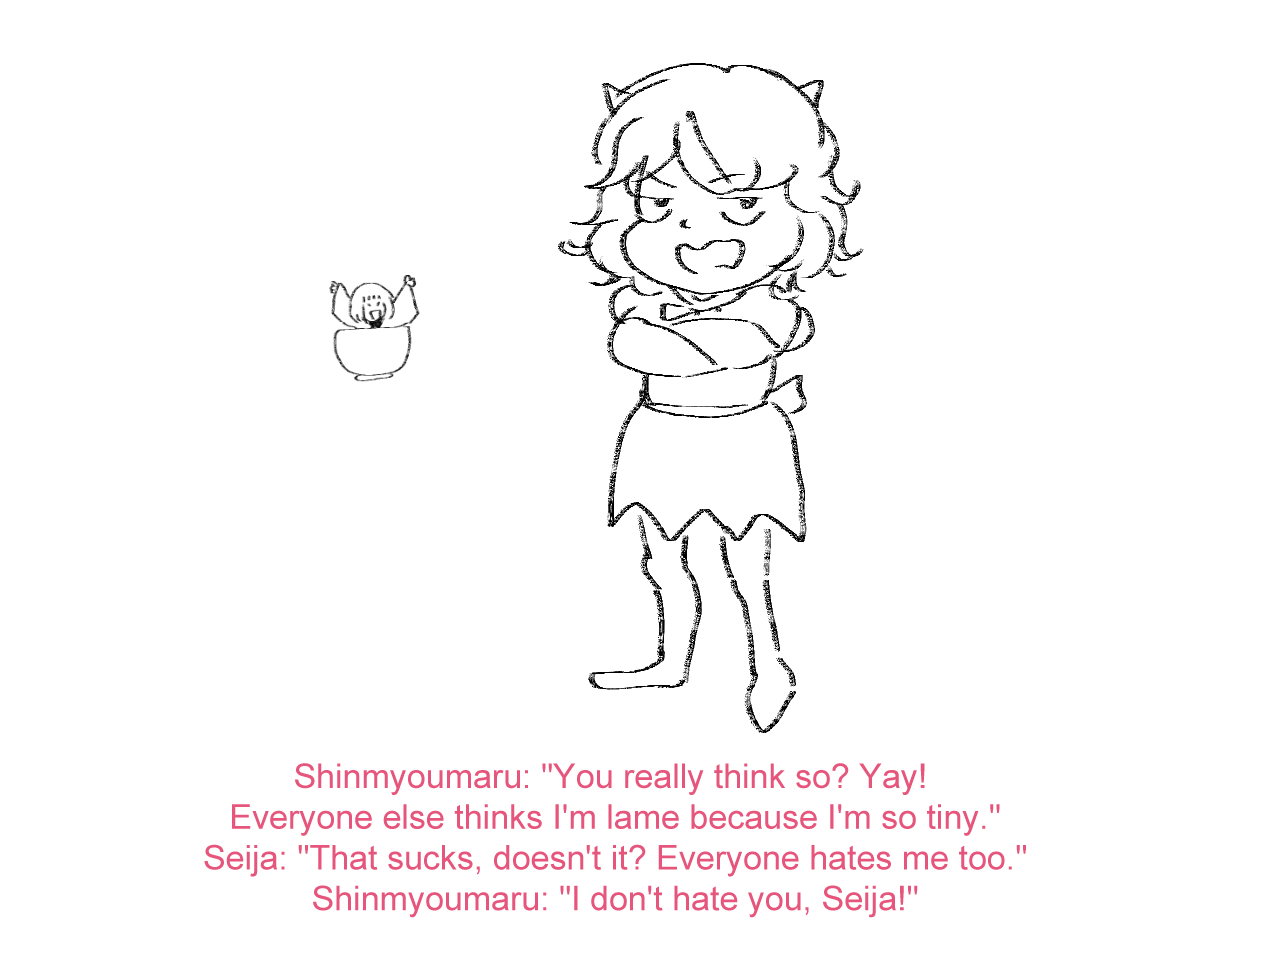 Shinmyoumaru: "You really think so? Yay!
Everyone else thinks I'm lame because I'm so tiny."
Seija: "That sucks, doesn't it? Everyone hates me too."
Shinmyoumaru: "I don't hate you, Seija!"